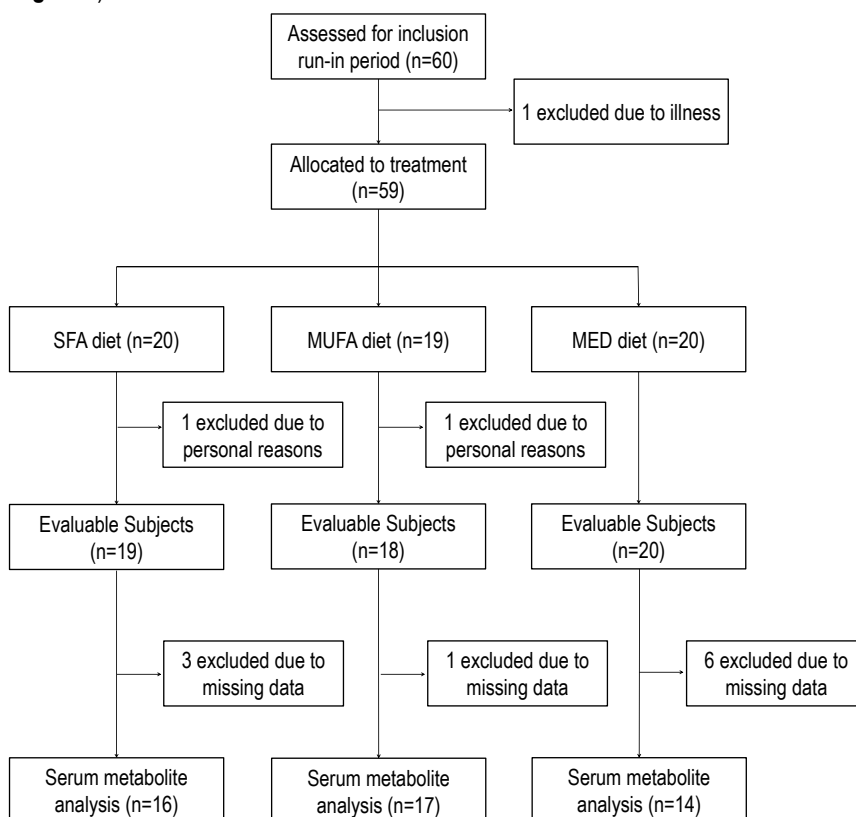 Assessed for inclusion
run-in period (n=60)
1 excluded due to illness
Allocated to treatment
(n=59)
SFA diet (n=20)
MUFA diet (n=19)
MED diet (n=20)
1 excluded due to
personal reasons
1 excluded due to
personal reasons
Evaluable Subjects
(n=19)
Evaluable Subjects
(n=18)
Evaluable Subjects
(n=20)
3 excluded due to
missing data
1 excluded due to
missing data
6 excluded due to
missing data
Serum metabolite
analysis (n=16)
Serum metabolite
analysis (n=17)
Serum metabolite
analysis (n=14)